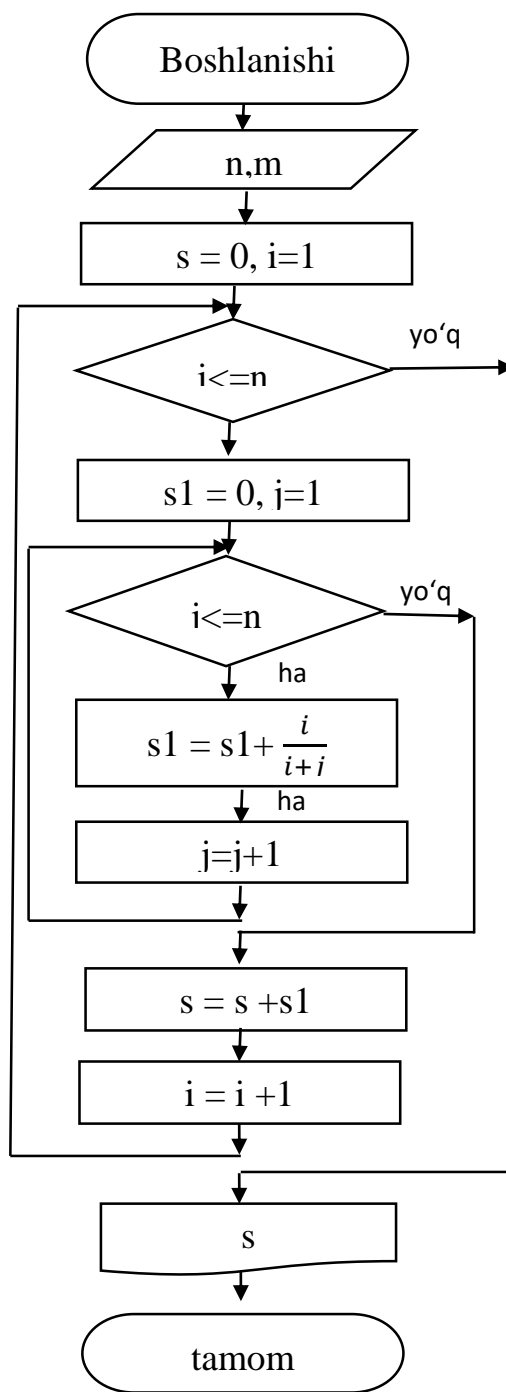 Boshlanishi
n,m
s = 0, i=1
yo‘q
i<=n
s1 = 0, j=1
yo‘q
i<=n
ha
s1 = s1+ i/(i+j)
ha
j=j+1
s = s +s1
i = i +1
s
tamom